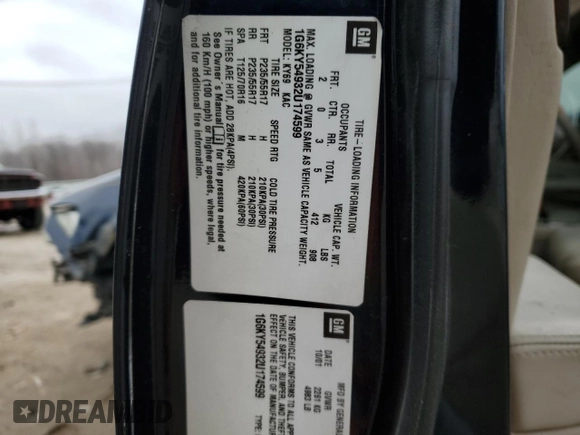 GM
TIRE-LOADING INFORMATION
OCCUPANTS VEHICLE CAP. WT.
FRT. CTR. RR. TOTAL KG LBS
2 0 3 5 412 908
MAX. LOADING @ GVWR SAME AS VEHICLE CAPACITY WEIGHT.
1G6KY54932U174599
MODEL: KY69 KAC
TIRE SIZE SPEED RTG COLD TIRE PRESSURE
FRT P235/55R17 H 210KPA(30PSI)
RR P235/55R17 H 210KPA(30PSI)
SPA T125/70R16 M 420KPA(60PSI)
IF TIRES ARE HOT, ADD 28KPA(4PSI).
See Owner's Manual for tire pressure needed at
160 Km/H (100 mph) or higher speeds, where legal,
and for additional tire information.
GM
MFD BY GENERAL
DATE GVWR
10/01 2261 KG
4983 LB
THIS VEHICLE CONFORMS TO ALL APP
VEHICLE SAFETY, BUMPER, AND THEF
EFFECT ON THE DATE OF MANUFACTUR
1G6KY54932U174599 TYPE:
DREAMBID